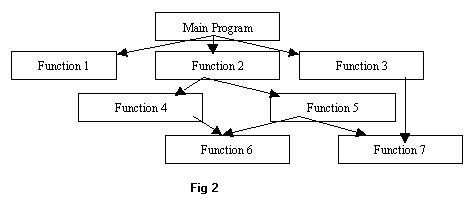 Main Program
Function 1
Function 2
Function 3
Function 4
Function 5
Function 6
Function 7
Fig 2